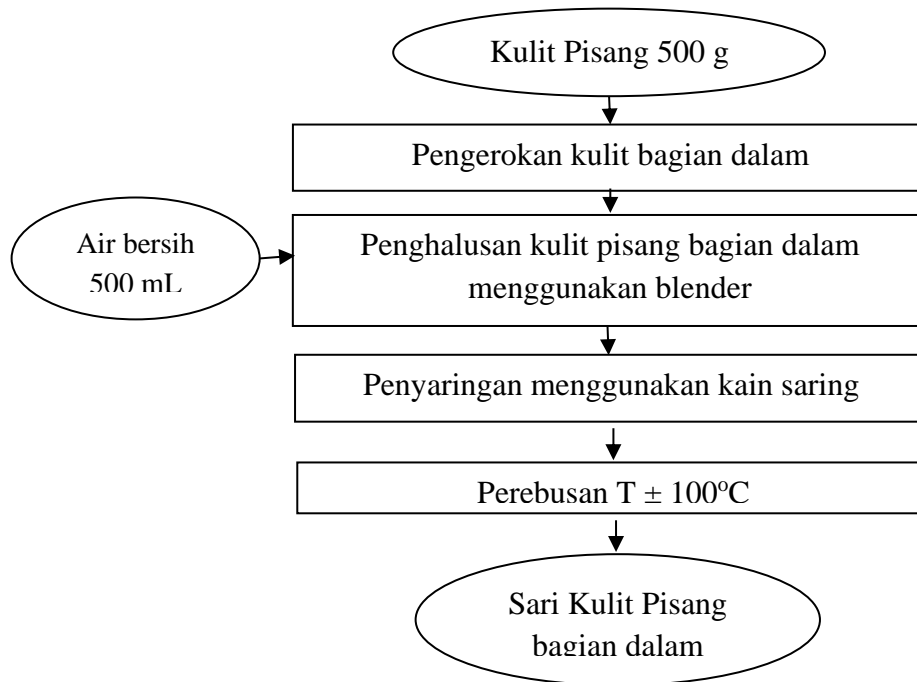 Kulit Pisang 500 g
Pengerokan kulit bagian dalam
Air bersih
500 mL
Penghalusan kulit pisang bagian dalam
menggunakan blender
Penyaringan menggunakan kain saring
Perebusan T ± 100°C
Sari Kulit Pisang
bagian dalam